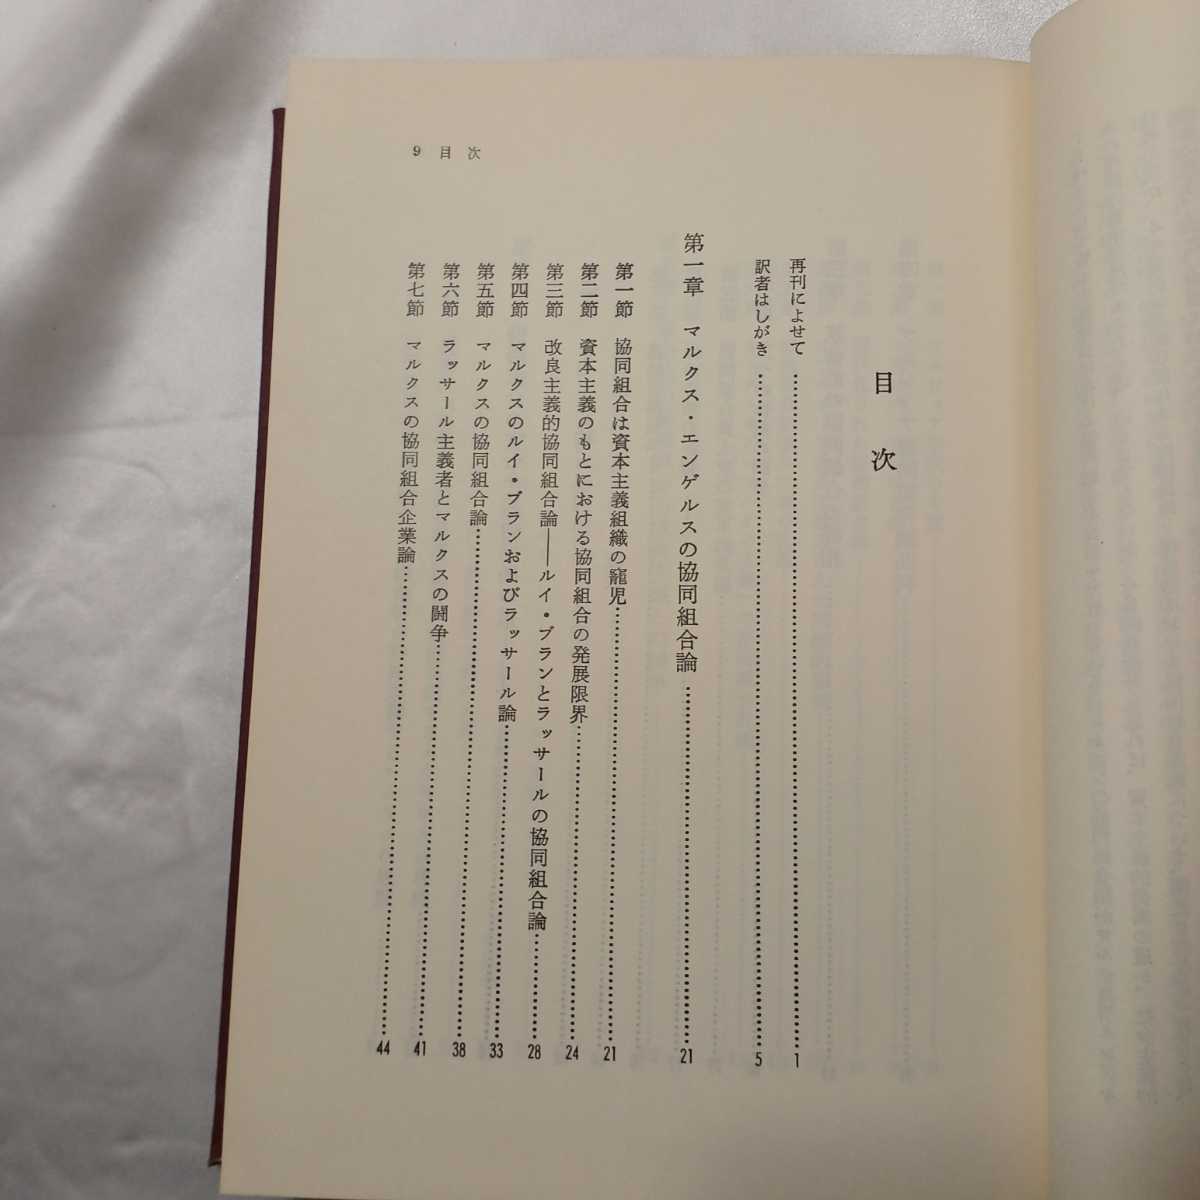 9 目次
目次
再刊によせて……1
訳者はしがき……5
第一章 マルクス・エンゲルスの協同組合論……21
第一節 協同組合は資本主義組織の寵児……21
第二節 資本主義のもとにおける協同組合の発展限界……24
第三節 改良主義的協同組合論――ルイ・ブランとラッサールの協同組合論……28
第四節 マルクスのルイ・ブランおよびラッサール論……33
第五節 マルクスの協同組合論……38
第六節 ラッサール主義者とマルクスの闘争……41
第七節 マルクスの協同組合企業論……44